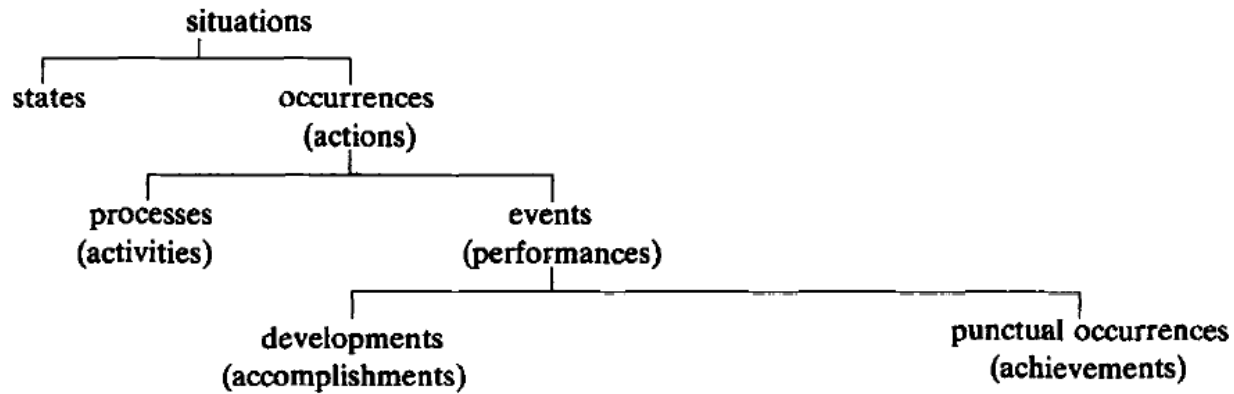 situations
states occurrences
(actions)
processes events
(activities) (performances)
developments punctual occurrences
(accomplishments) (achievements)